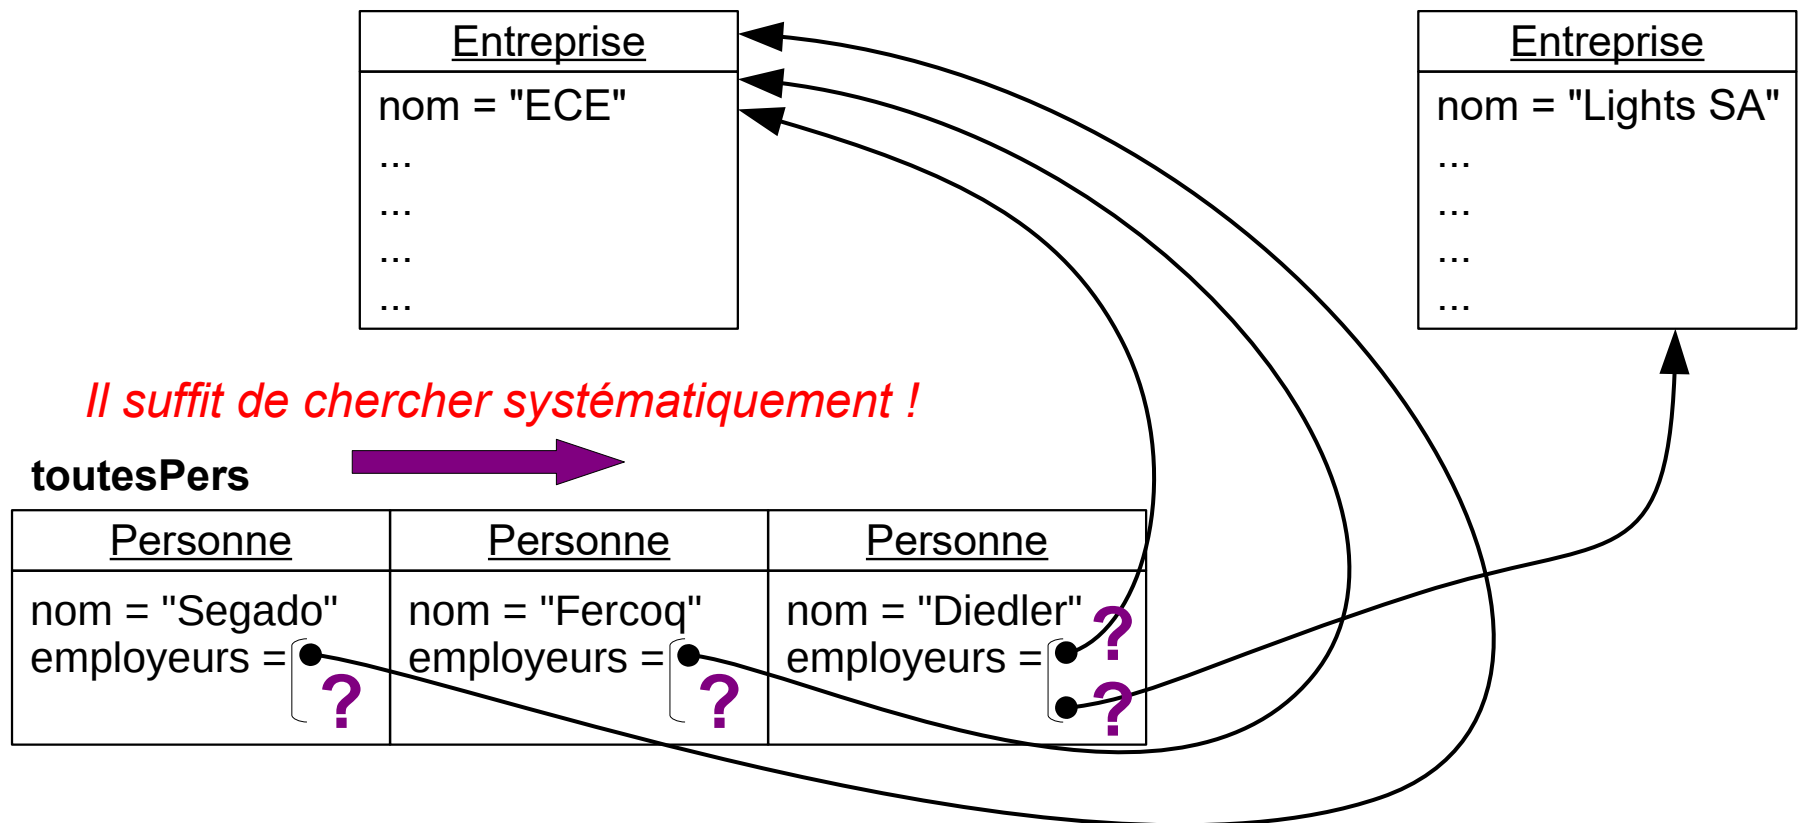 Entreprise
nom = "ECE"
...
...
...
...
Entreprise
nom = "Lights SA"
...
...
...
...
Il suffit de chercher systématiquement !
toutesPers
Personne
nom = "Segado"
employeurs =
?
Personne
nom = "Fercoq"
employeurs =
?
Personne
nom = "Diedler"
employeurs =
?
?